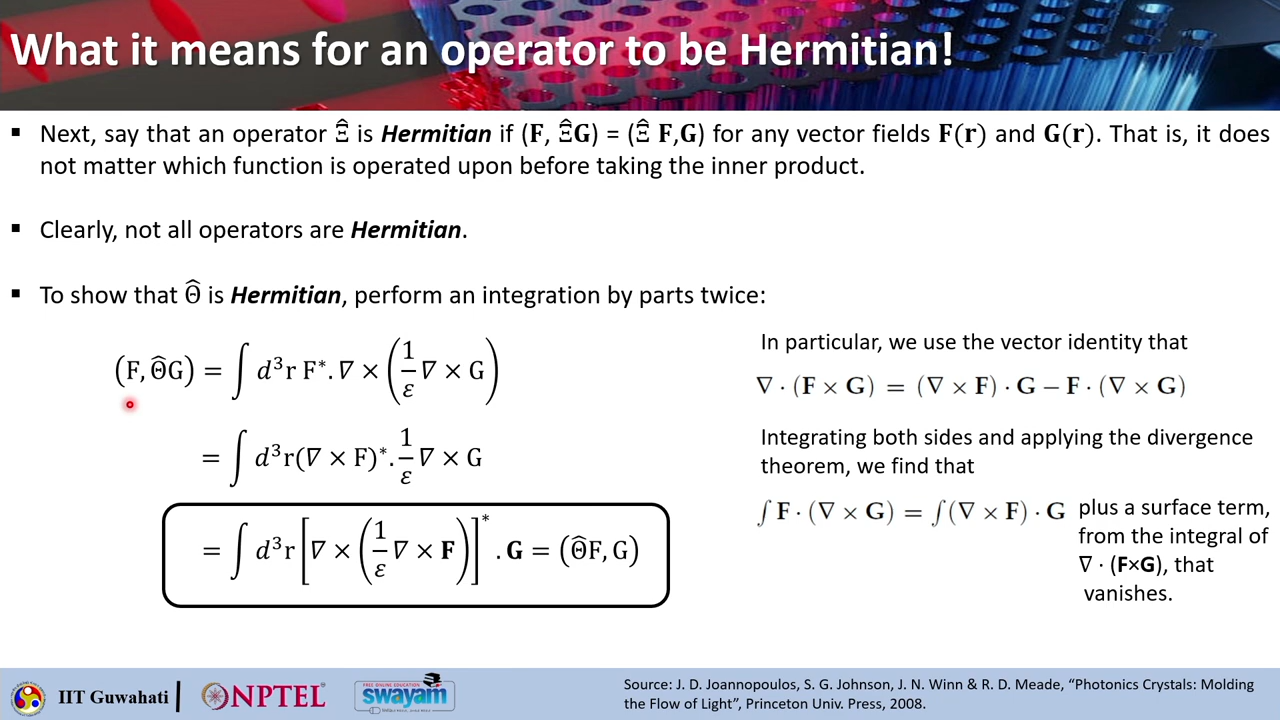 What it means for an operator to be Hermitian!
▪ Next, say that an operator Ξ̂ is Hermitian if (F, Ξ̂G) = (Ξ̂ F,G) for any vector fields F(r) and G(r). That is, it does
not matter which function is operated upon before taking the inner product.
▪ Clearly, not all operators are Hermitian.
▪ To show that Θ̂ is Hermitian, perform an integration by parts twice:
(F, Θ̂G) = ∫ d³r F*. ∇ × (1/ε ∇ × G)
= ∫ d³r(∇ × F)*. 1/ε ∇ × G
= ∫ d³r [∇ × (1/ε ∇ × F)]* . G = (Θ̂F, G)
In particular, we use the vector identity that
∇ · (F × G) = (∇ × F) · G − F · (∇ × G)
Integrating both sides and applying the divergence
theorem, we find that
∫ F · (∇ × G) = ∫(∇ × F) · G plus a surface term,
from the integral of
∇ · (F×G), that
vanishes.
IIT Guwahati
NPTEL
FREE ONLINE EDUCATION
swayam
Source: J. D. Joannopoulos, S. G. Johnson, J. N. Winn & R. D. Meade, “Photonics Crystals: Molding
the Flow of Light”, Princeton Univ. Press, 2008.